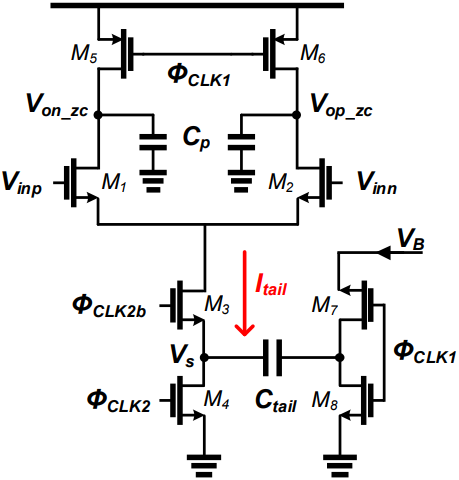 M5 M6
ΦCLK1
Von_zc Vop_zc
Cp
Vinp M1 M2 Vinn
VB
Itail
ΦCLK2b M3 M7
Vs ΦCLK1
ΦCLK2 M4 Ctail M8